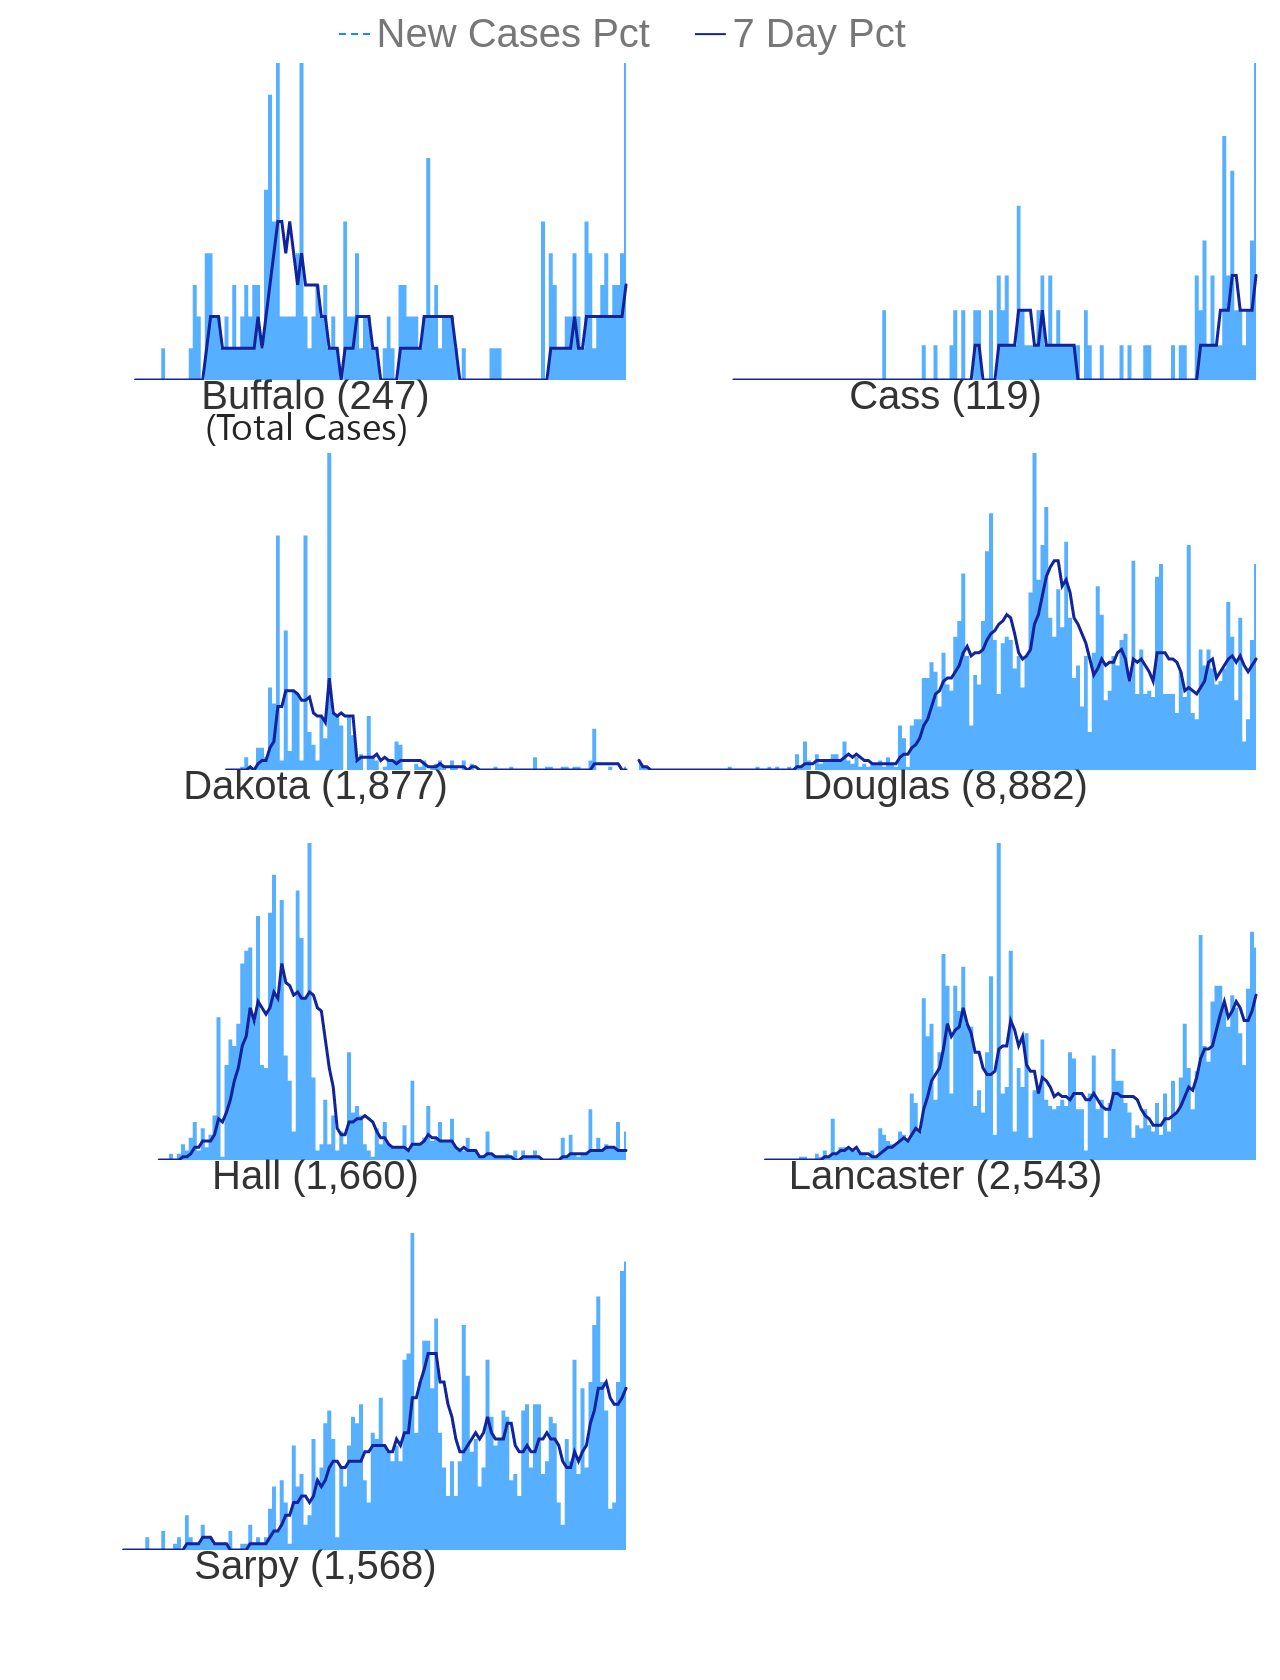 New Cases Pct 7 Day Pct
Buffalo (247) Cass (119)
(Total Cases)
Dakota (1,877) Douglas (8,882)
Hall (1,660) Lancaster (2,543)
Sarpy (1,568)